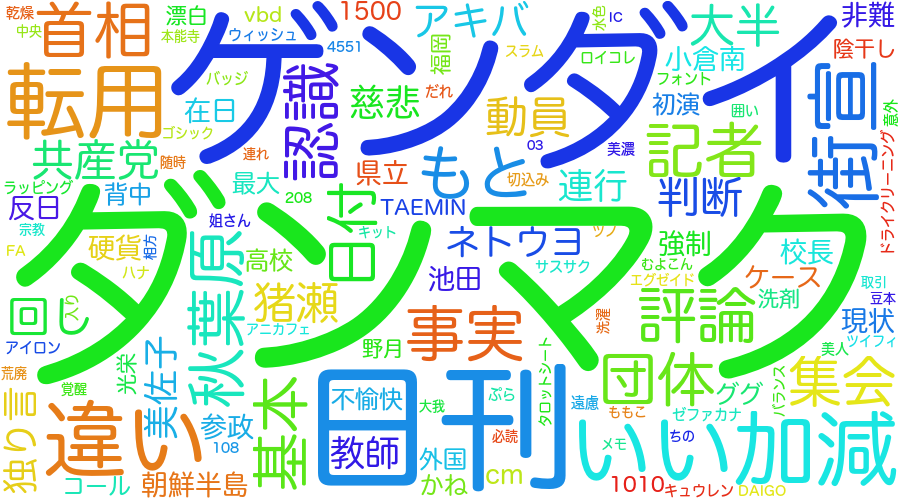 乾燥
首相
漂白
vbd
1500
アキバ
水色
IC
大半
非難
中央
本能寺
ウィッシュ
4551
福岡
スラム
ロイコレ
小倉南
陰干し
ゲンダイ
転用
バッジ
在日
認識
慈悲
だれ
動員
フォント
初演
囲い
意外
街宣
ゴシック
共産党
随時
連れ
03
美濃
記者
ドライクリーニング
ラッピング
背中
最大
県立
もと
切込み
連行
判断
反日
208
TAEMIN
宗教
姐さん
付
日
キット
ネトウヨ
ツノ
強制
校長
FA
硬貨
相方
秋葉原
高校
池田
サスサク
むよこん
エグゼイド
ケース
取引
ハナ
猪瀬
ダンマク
評論
洗剤
豆本
回し
入り
アニカフェ
事実
洗濯
現状
アイロン
美佐子
野月
タロットシート
美人
ツイフィ
荒廃
覚醒
光栄
基本
日刊
不愉快
ぷら
団体
ググ
バランス
集会
独り言
違い
参政
大我
遠慮
ももこ
ゼファカナ
108
教師
必読
いい加減
外国
メモ
ちの
コール
朝鮮半島
かね
cm
1010
キュウレン
DAIGO